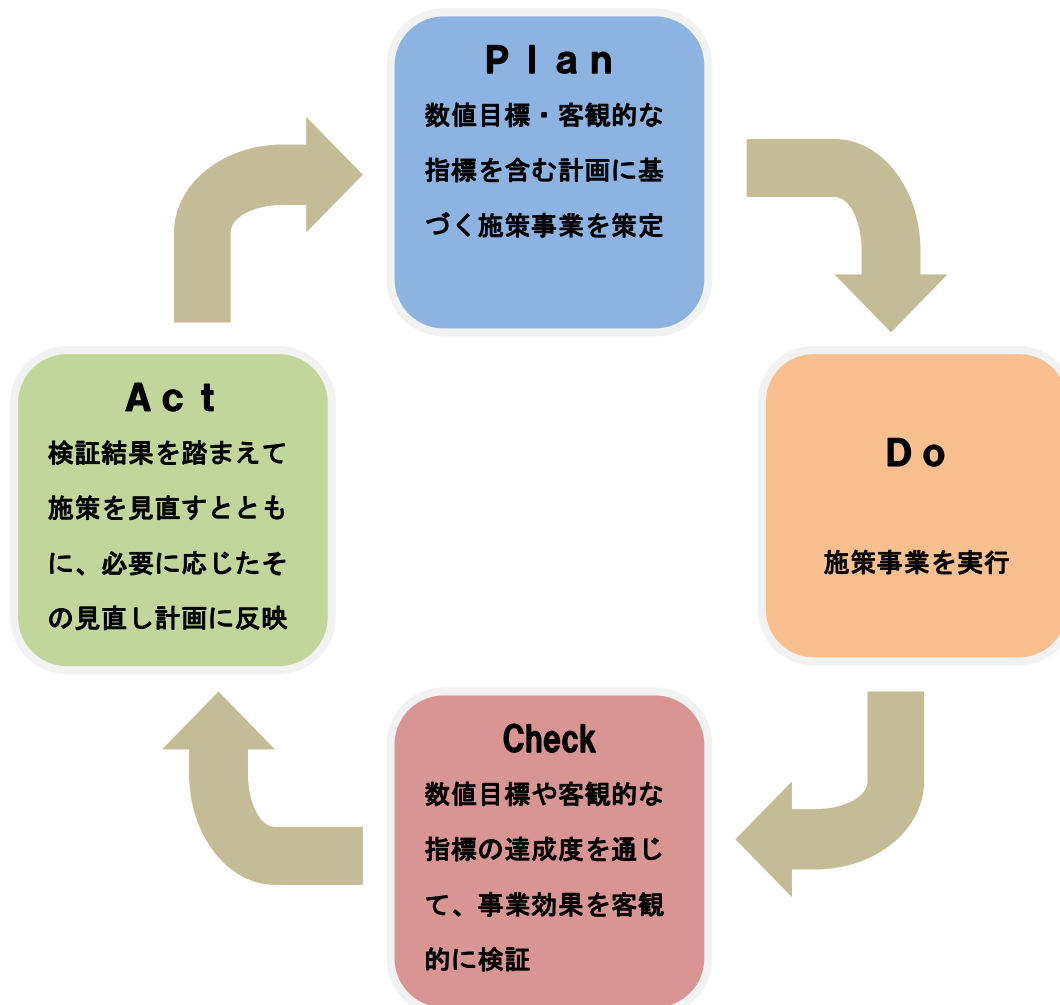 Plan
数値目標・客観的な
指標を含む計画に基
づく施策事業を策定
Do
施策事業を実行
Check
数値目標や客観的な
指標の達成度を通じ
て、事業効果を客観
的に検証
Act
検証結果を踏まえて
施策を見直すととも
に、必要に応じたそ
の見直し計画に反映